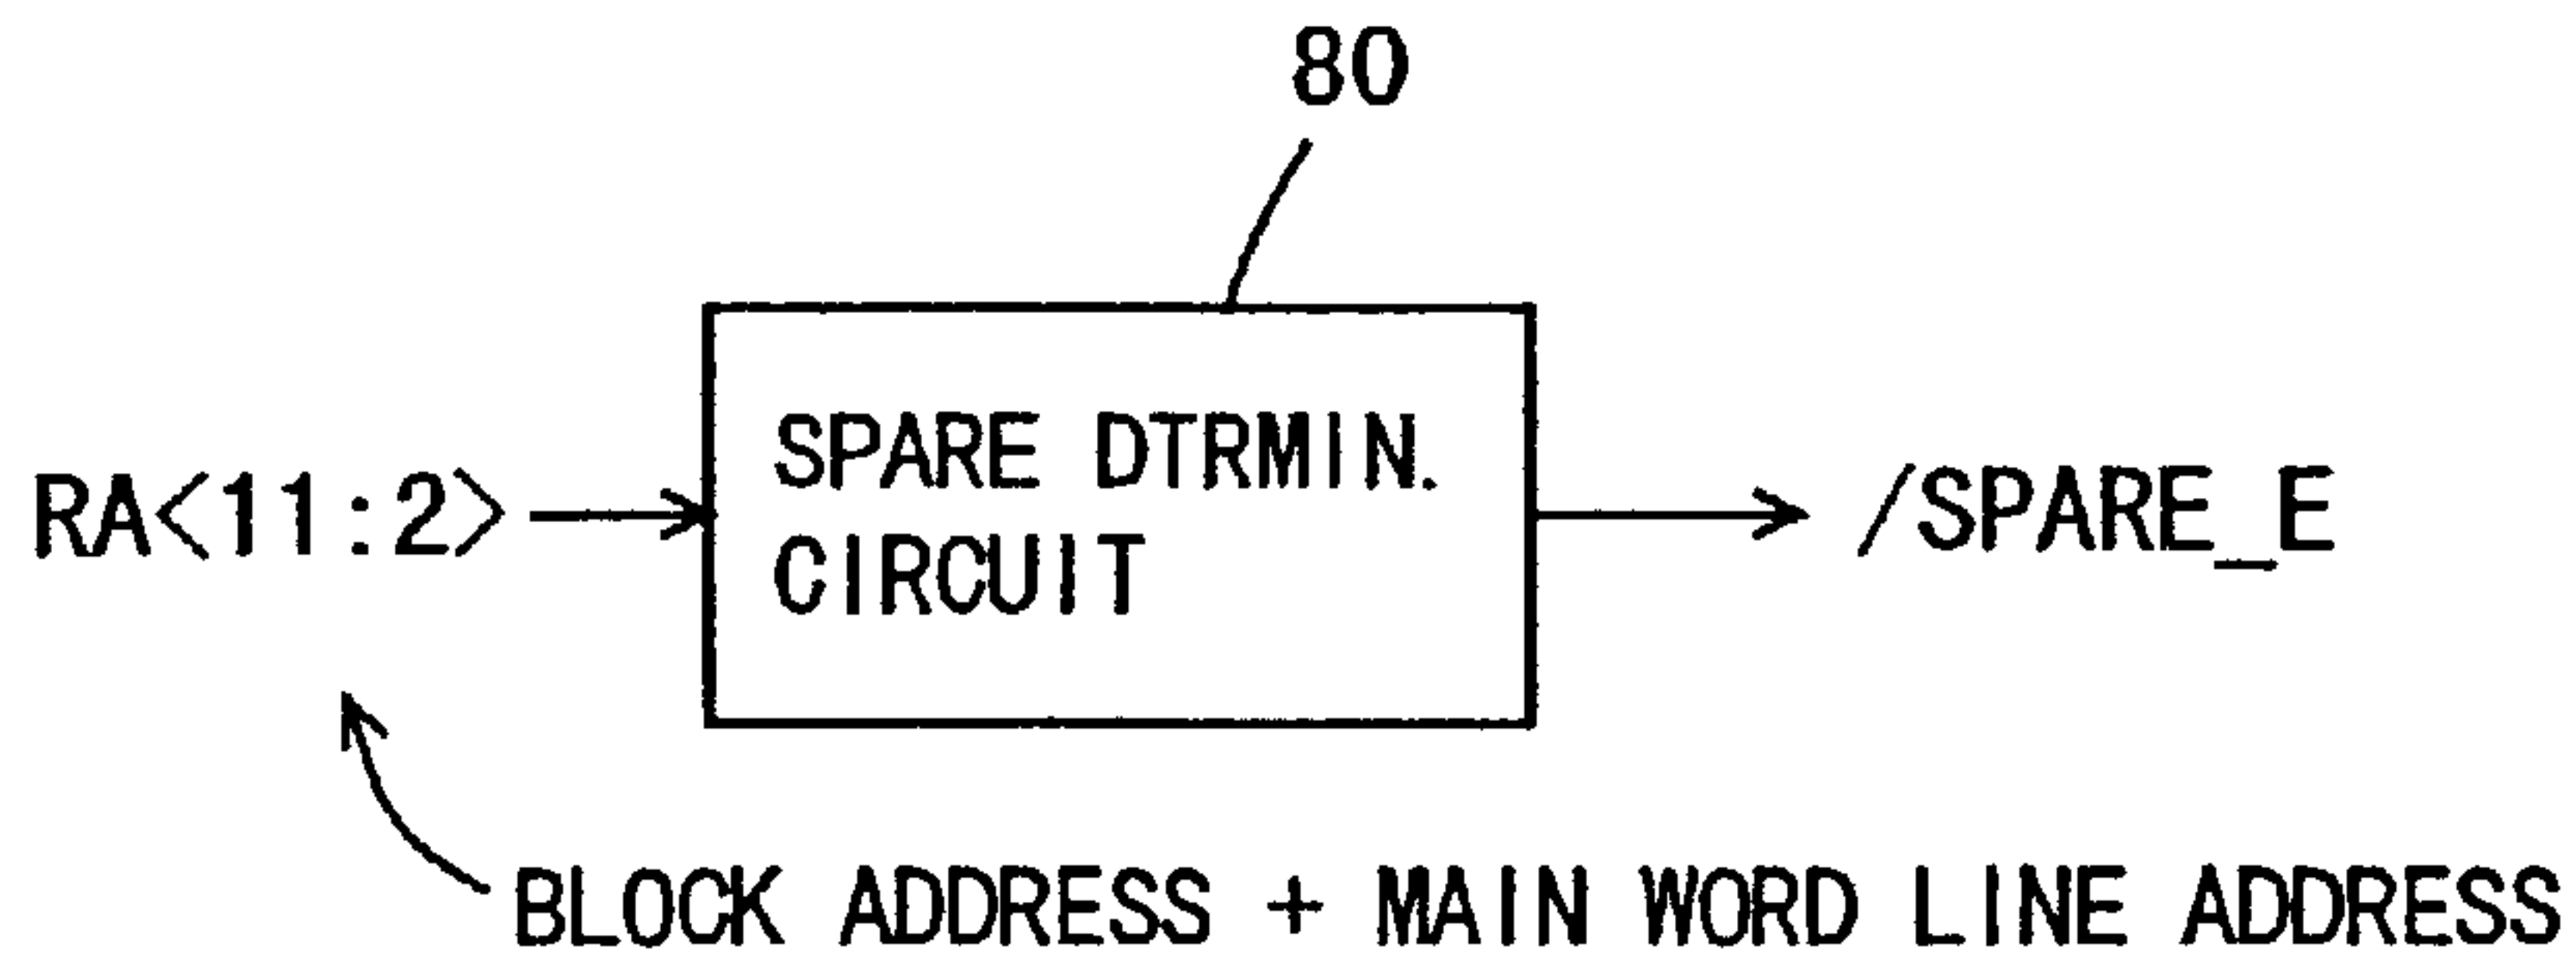 80
SPARE DTRMIN.
CIRCUIT
RA<11:2>
/SPARE_E
BLOCK ADDRESS + MAIN WORD LINE ADDRESS